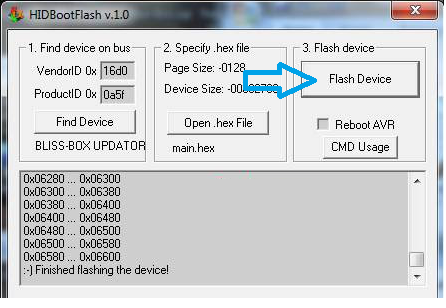 HIDBootFlash v.1.0
1. Find device on bus
VendorID 0x 16d0
ProductID 0x 0a5f
Find Device
BLISS-BOX UPDATOR
2. Specify .hex file
Page Size: -0128
Device Size:
Open .hex File
main.hex
3. Flash device
Flash Device
Reboot AVR
CMD Usage
0x06280 ... 0x06300
0x06300 ... 0x06380
0x06380 ... 0x06400
0x06400 ... 0x06480
0x06480 ... 0x06500
0x06500 ... 0x06580
0x06580 ... 0x06600
:-) Finished flashing the device!